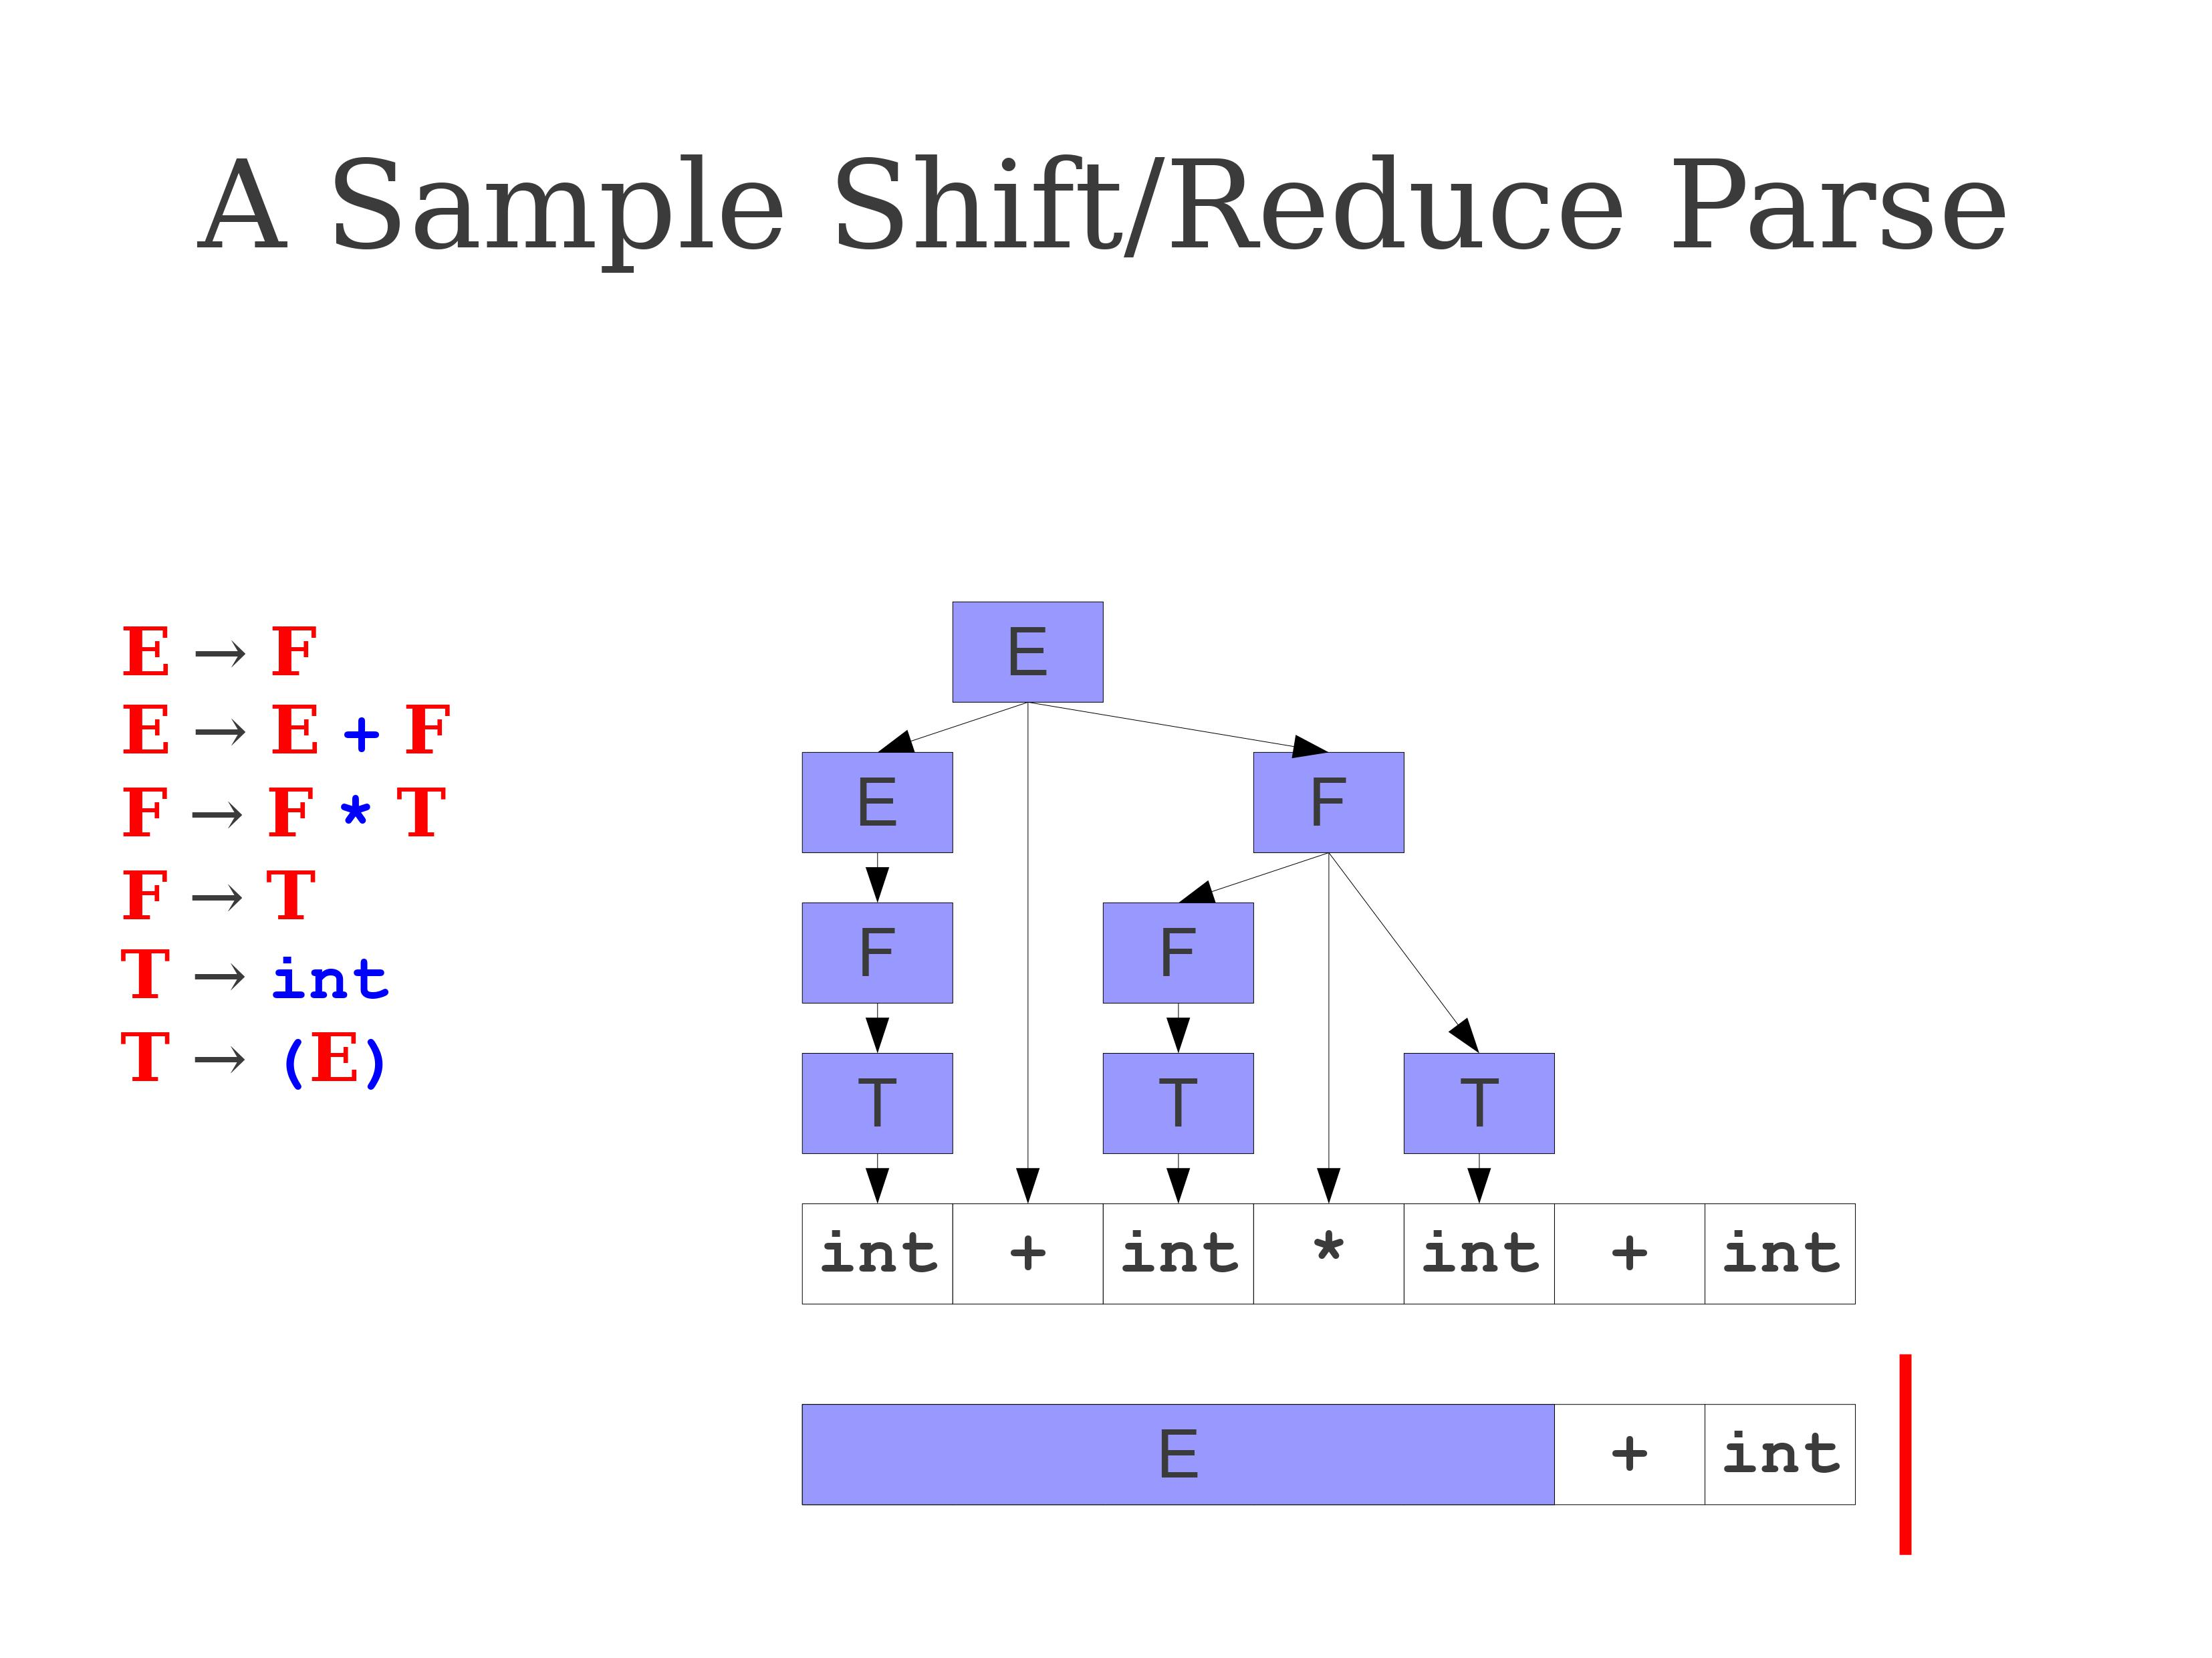 A Sample Shift/Reduce Parse
E → F
E → E + F
F → F * T
F → T
T → int
T → (E)
E
E F
F F
T T T
int + int * int + int
E + int